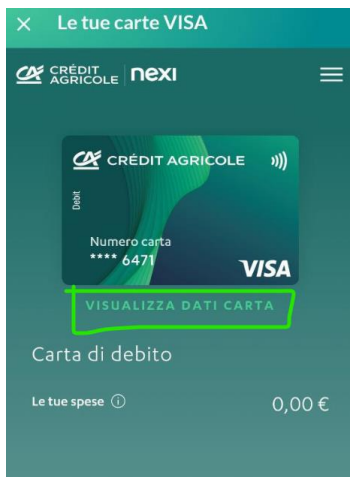 × Le tue carte VISA
CRÉDIT AGRICOLE nexi
CRÉDIT AGRICOLE
Debit
Numero carta
**** 6471
VISA
VISUALIZZA DATI CARTA
Carta di debito
Le tue spese i 0,00 €